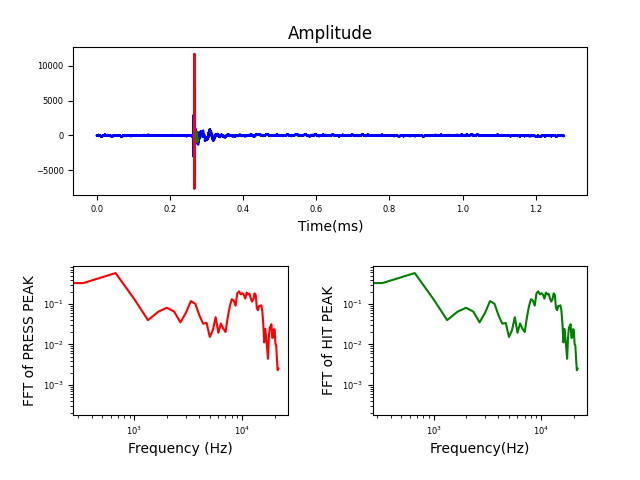 Amplitude
10000
5000
0
−5000
0.0 0.2 0.4 0.6 0.8 1.0 1.2
Time(ms)
FFT of PRESS PEAK
10⁻¹
10⁻²
10⁻³
10³ 10⁴
Frequency (Hz)
FFT of HIT PEAK
10⁻¹
10⁻²
10⁻³
10³ 10⁴
Frequency(Hz)